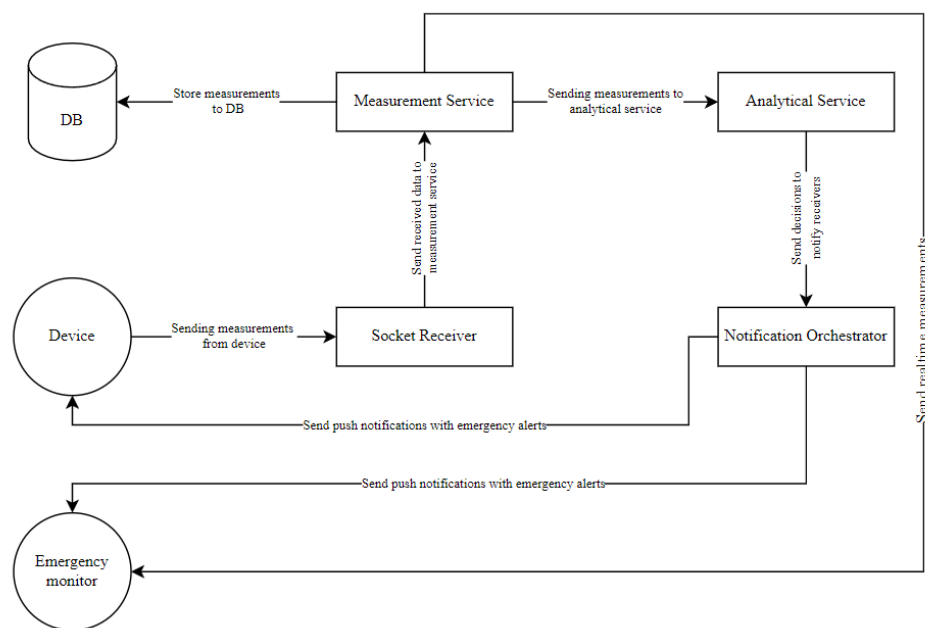 DB
Store measurements
to DB
Measurement Service
Sending measurements to
analytical service
Analytical Service
Send received data to
measurement service
Send decisions to
notify receivers
Send realtime measurements
Device
Sending measurements
from device
Socket Receiver
Notification Orchestrator
Send push notifications with emergency alerts
Send push notifications with emergency alerts
Emergency
monitor